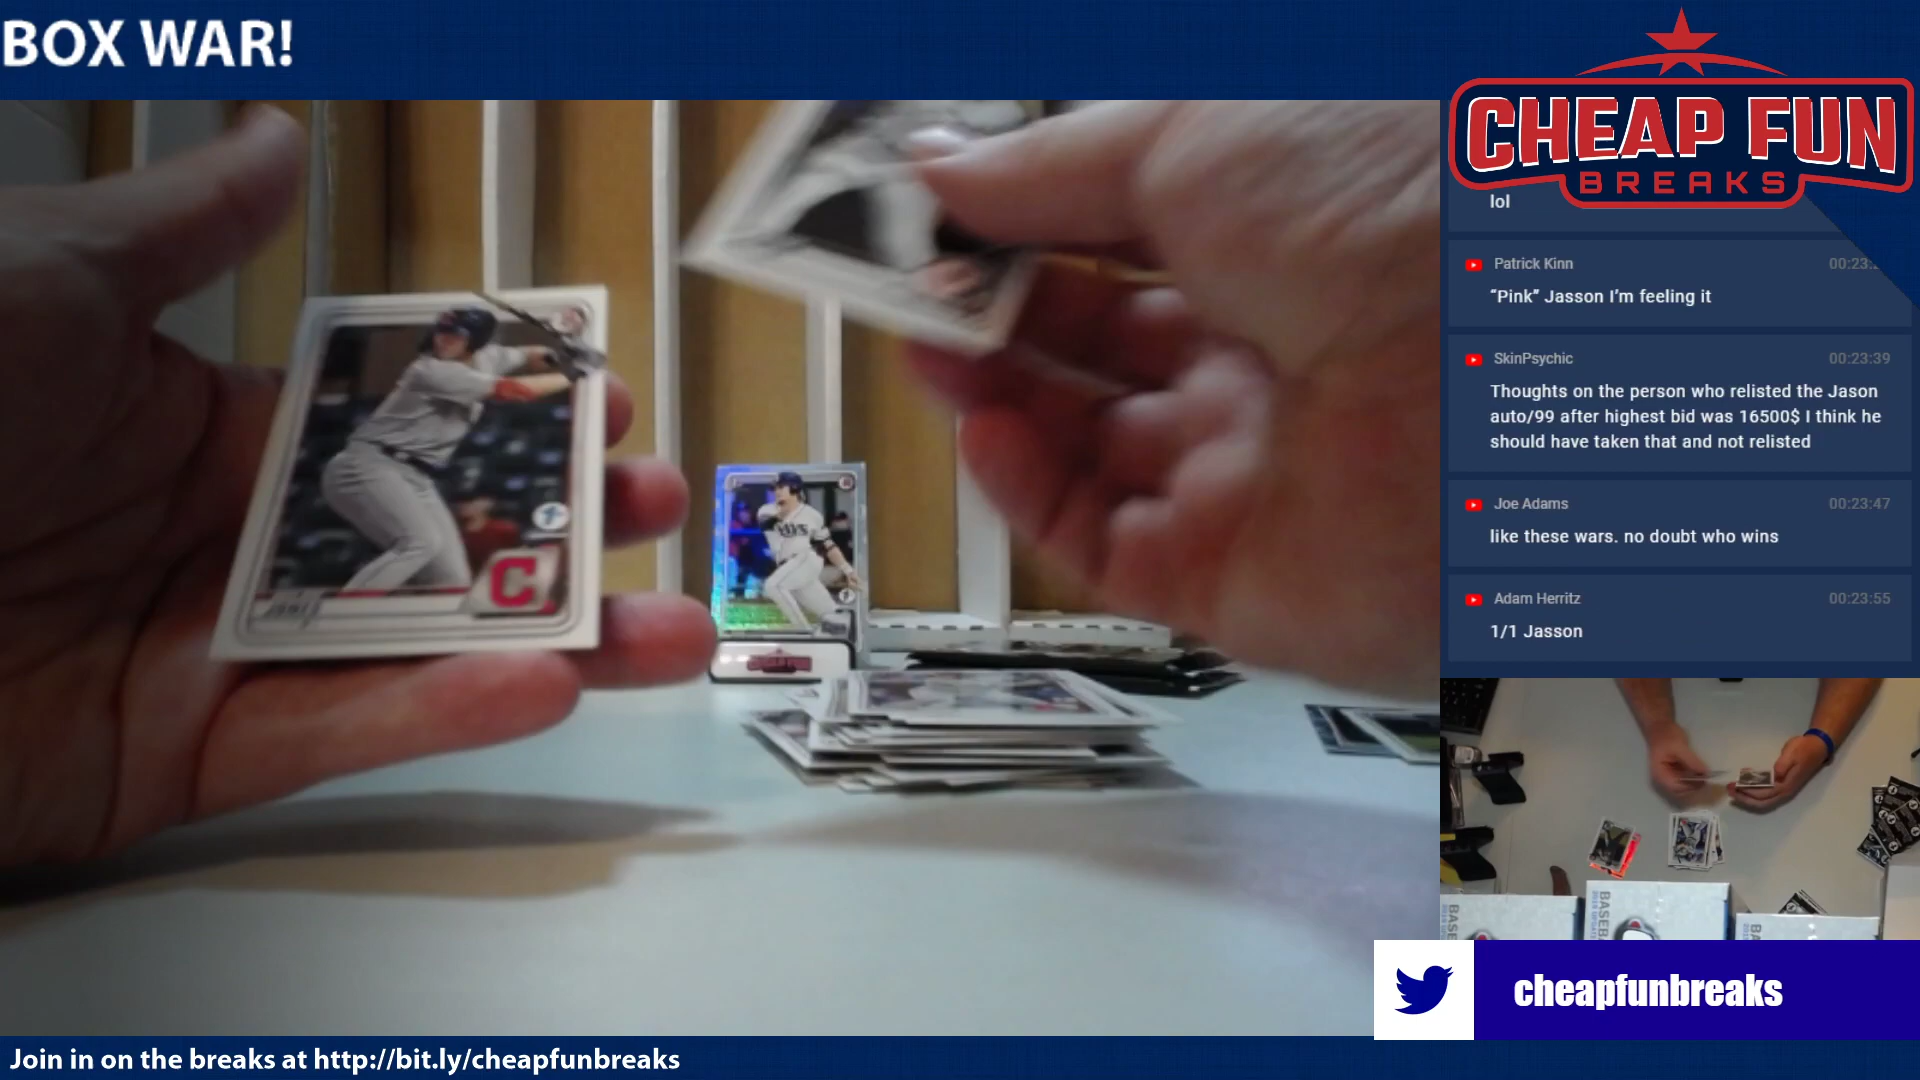 BOX WAR!
CHEAP FUN
BREAKS
lol
Patrick Kinn
“Pink” Jasson I’m feeling it
SkinPsychic 00:23:39
Thoughts on the person who relisted the Jason
auto/99 after highest bid was 16500$ I think he
should have taken that and not relisted
Joe Adams 00:23:47
like these wars. no doubt who wins
Adam Herritz 00:23:55
1/1 Jasson
C
CHEAP FUN
cheapfunbreaks
Join in on the breaks at http://bit.ly/cheapfunbreaks